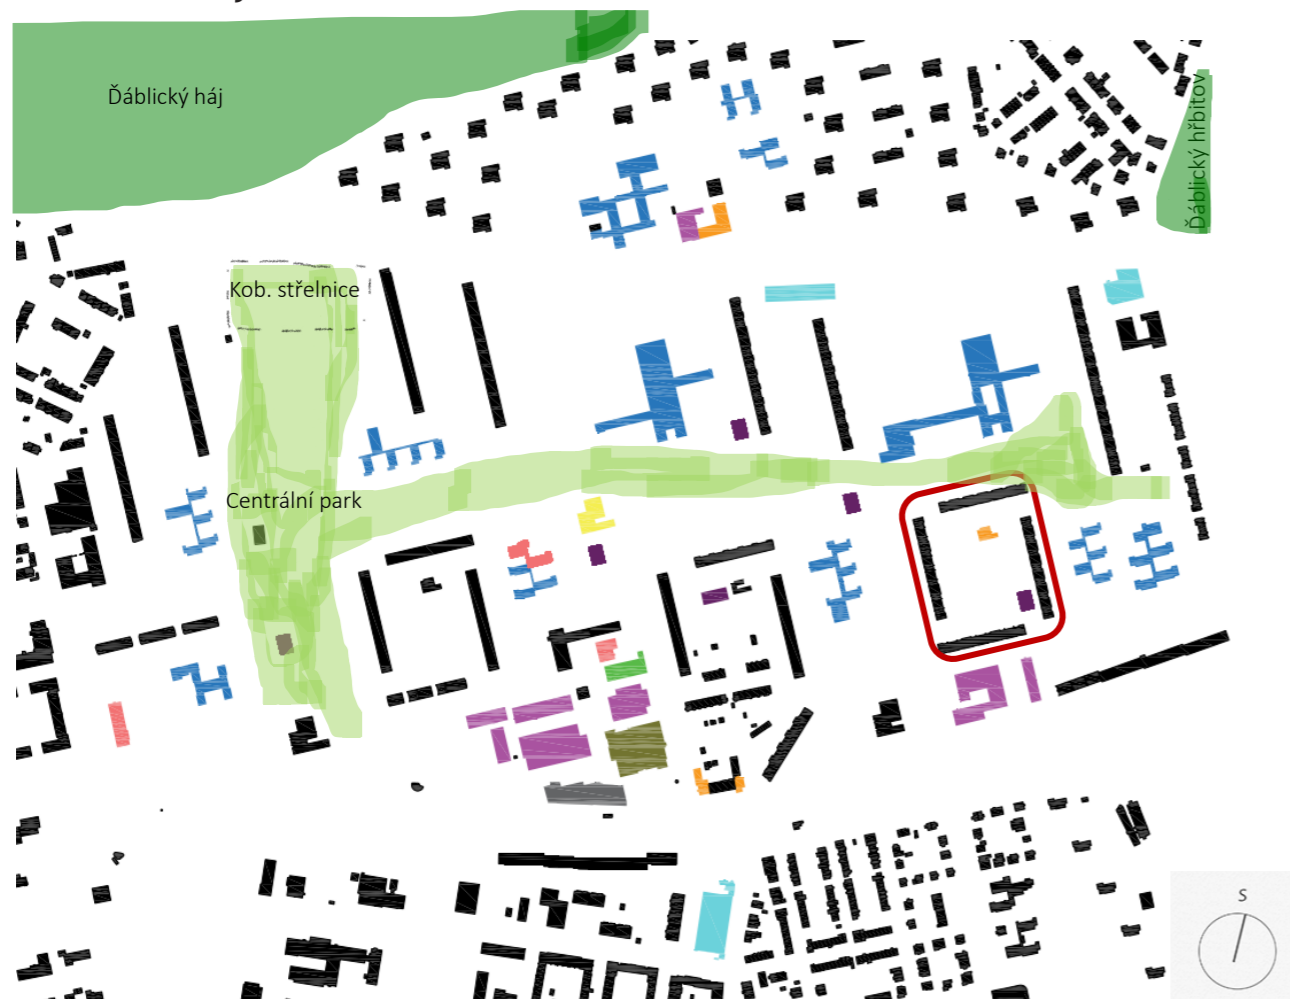 Ďáblický háj
Ďáblický hřbitov
Kob. střelnice
Centrální park
S